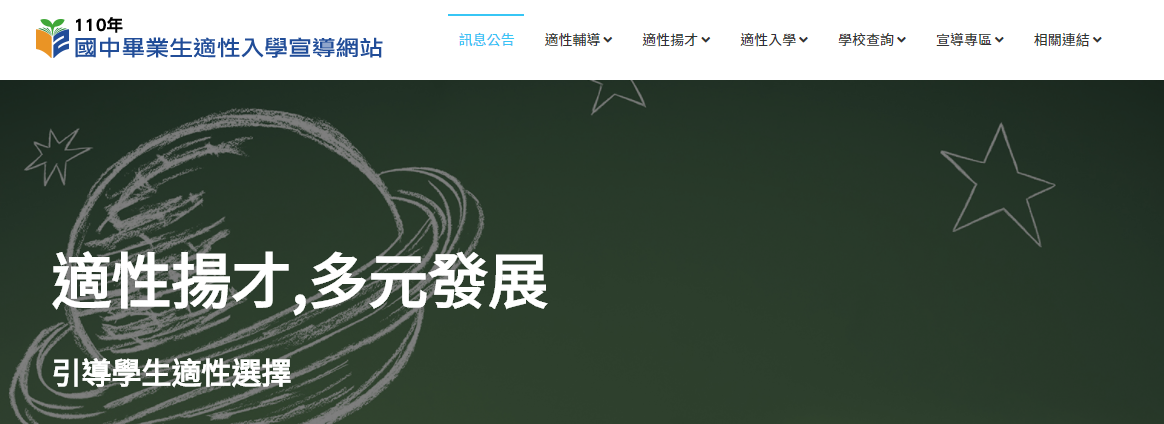 110年
國中畢業生適性入學宣導網站
訊息公告 適性輔導 適性揚才 適性入學 學校查詢 宣導專區 相關連結
適性揚才,多元發展
引導學生適性選擇